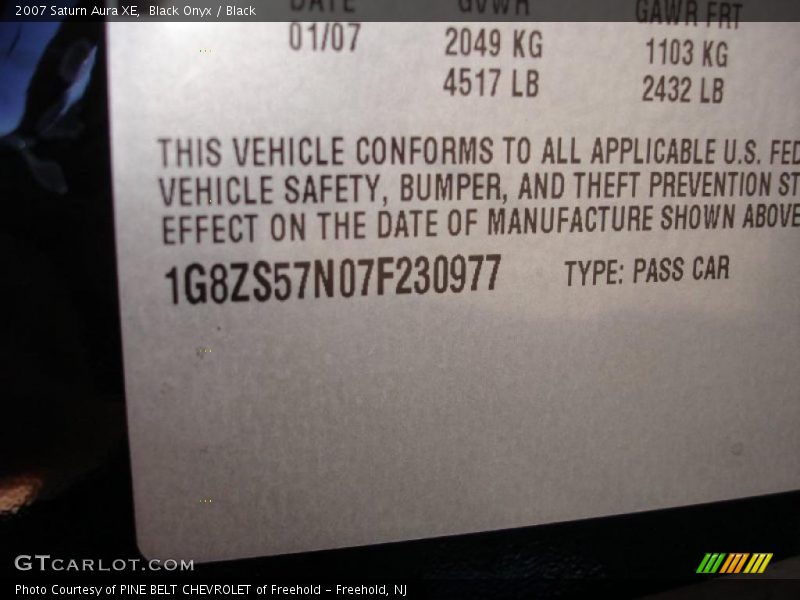 2007 Saturn Aura XE, Black Onyx / Black
DATE GVWR GAWR FRT
01/07 2049 KG 1103 KG
4517 LB 2432 LB
THIS VEHICLE CONFORMS TO ALL APPLICABLE U.S. FED
VEHICLE SAFETY, BUMPER, AND THEFT PREVENTION ST
EFFECT ON THE DATE OF MANUFACTURE SHOWN ABOVE
1G8ZS57N07F230977 TYPE: PASS CAR
GTCARLOT.COM
Photo Courtesy of PINE BELT CHEVROLET of Freehold - Freehold, NJ